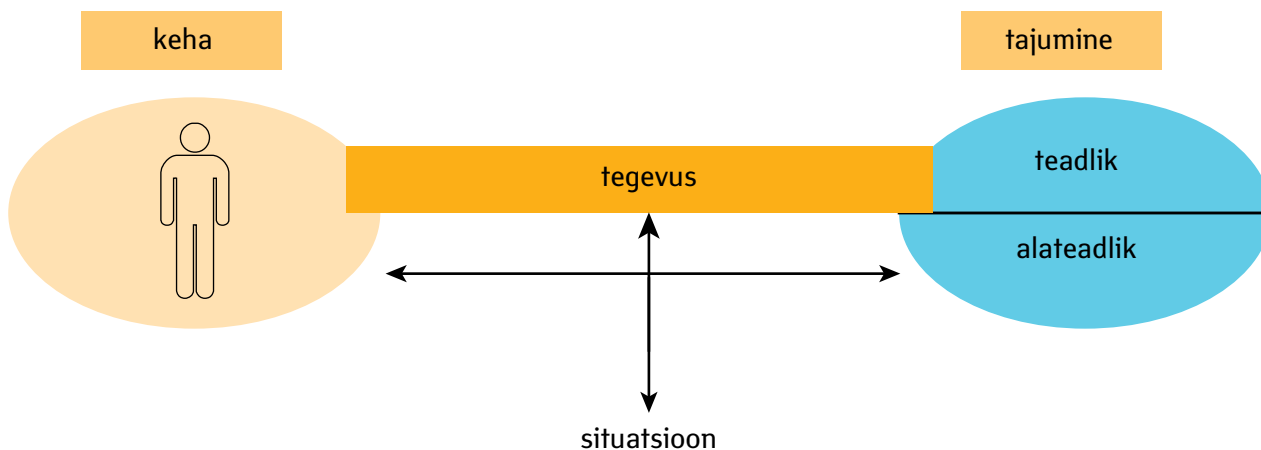 keha
tajumine
tegevus
teadlik
alateadlik
situatsioon